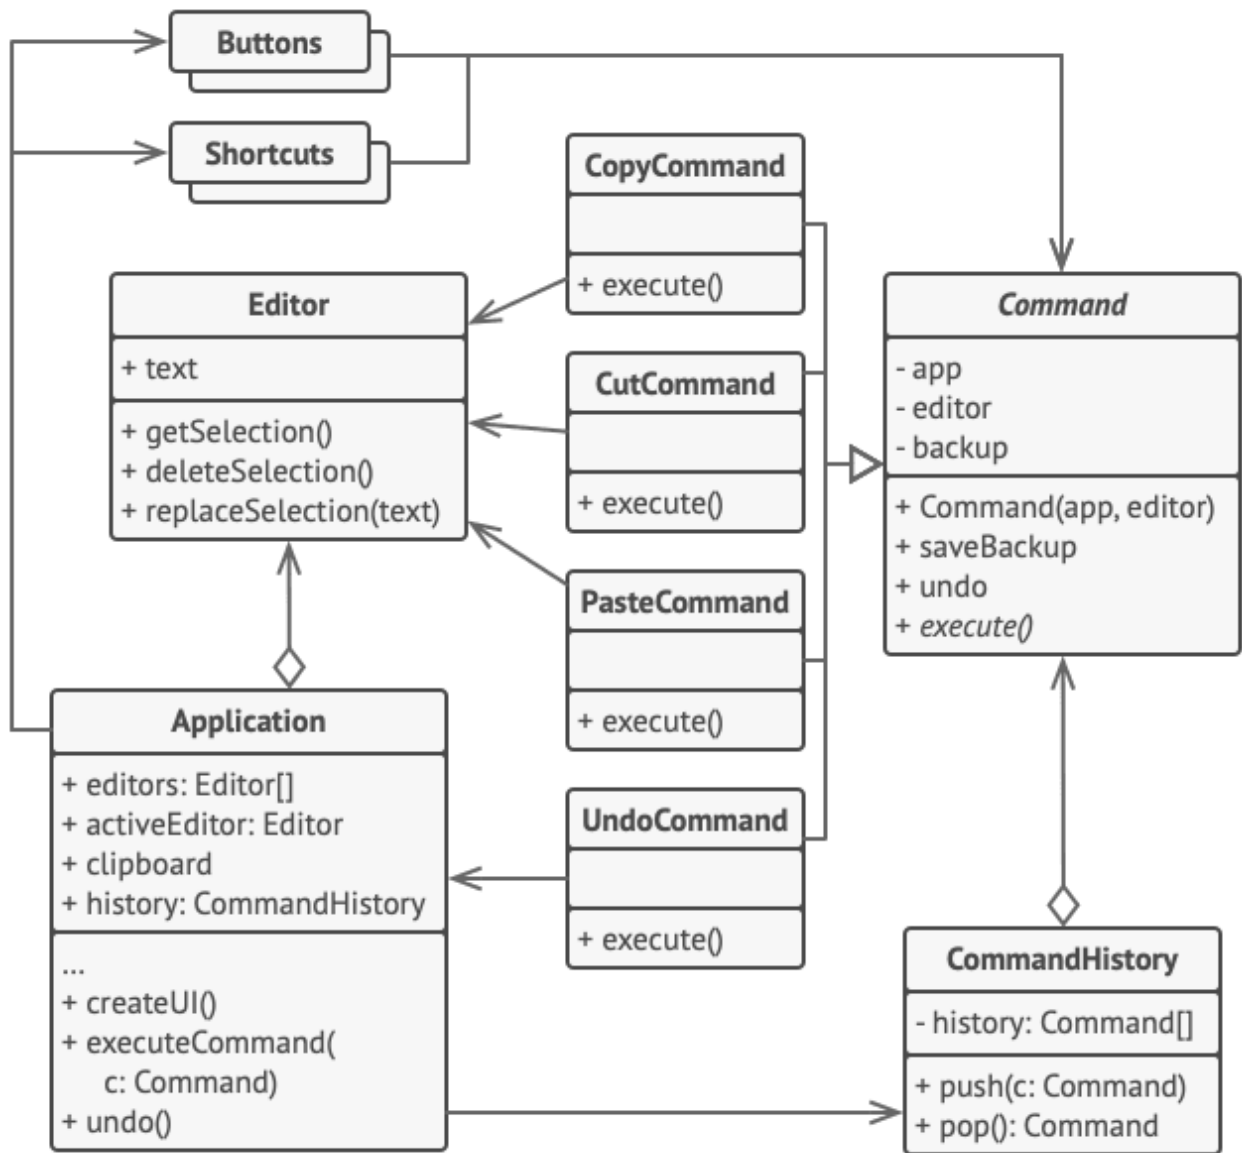 Buttons
Shortcuts
CopyCommand
+ execute()
Editor
+ text
+ getSelection()
+ deleteSelection()
+ replaceSelection(text)
CutCommand
+ execute()
Command
- app
- editor
- backup
+ Command(app, editor)
+ saveBackup
+ undo
+ execute()
PasteCommand
+ execute()
Application
+ editors: Editor[]
+ activeEditor: Editor
+ clipboard
+ history: CommandHistory
...
+ createUI()
+ executeCommand(
c: Command)
+ undo()
UndoCommand
+ execute()
CommandHistory
- history: Command[]
+ push(c: Command)
+ pop(): Command